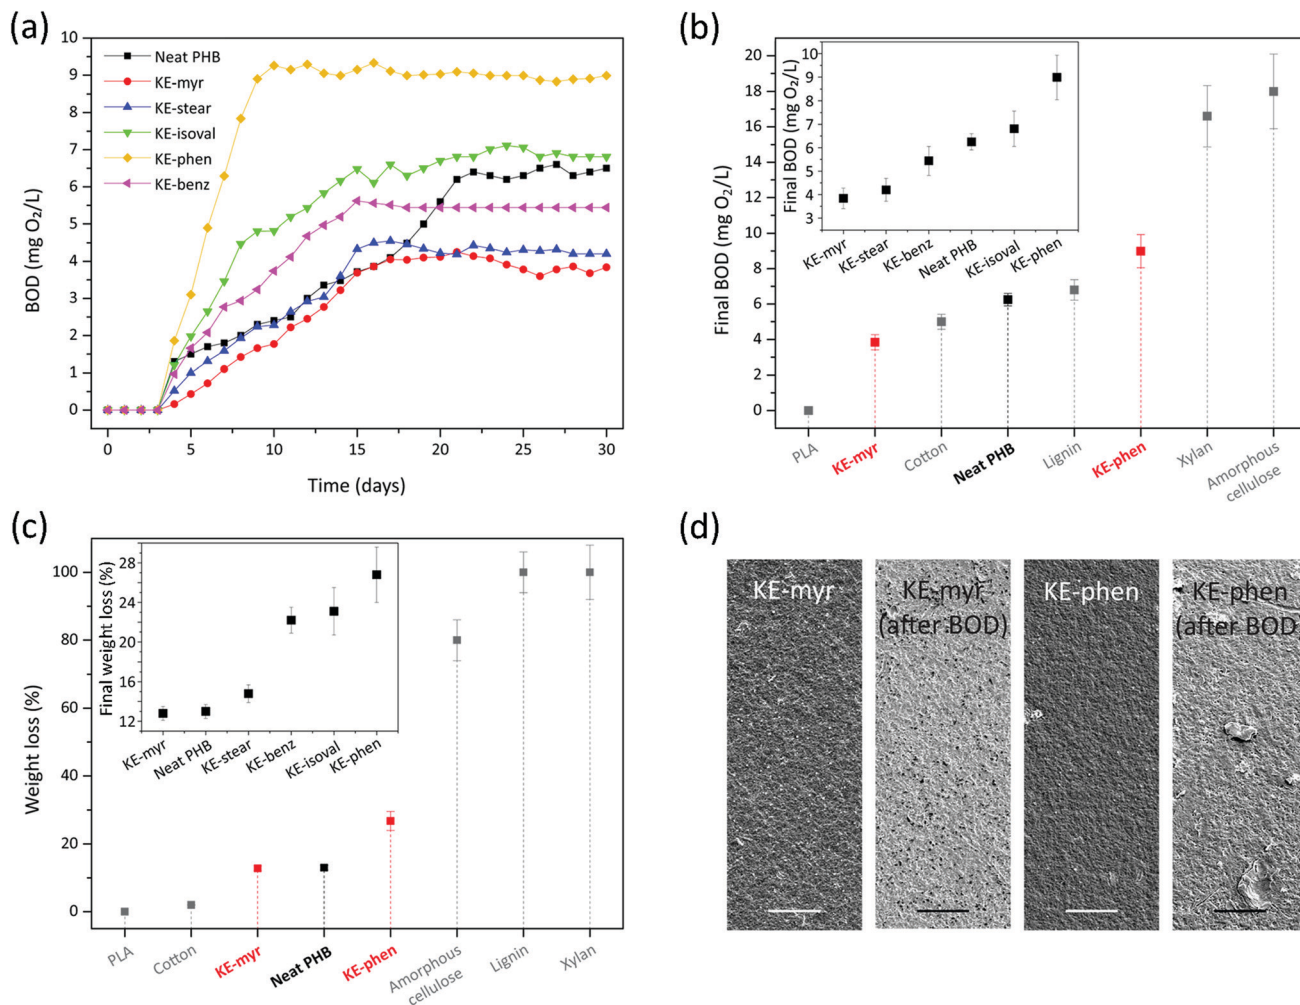 (a)
10
9
8
7
6
5
4
3
2
1
0
BOD (mg O₂/L)
Neat PHB
KE-myr
KE-stear
KE-isoval
KE-phen
KE-benz
0
5
10
15
20
25
30
Time (days)
(b)
20
18
16
14
12
10
8
6
4
2
0
Final BOD (mg O₂/L)
10
9
8
7
6
5
4
3
Final BOD (mg O₂/L)
KE-myr
KE-stear
KE-benz
Neat PHB
KE-isoval
KE-phen
PLA
KE-myr
Cotton
Neat PHB
Lignin
KE-phen
Xylan
Amorphous
cellulose
(c)
100
80
60
40
20
0
Weight loss (%)
28
24
20
16
12
Final weight loss (%)
KE-myr
Neat PHB
KE-stear
KE-benz
KE-isoval
KE-phen
PLA
Cotton
KE-myr
Neat PHB
KE-phen
Amorphous
cellulose
Lignin
Xylan
(d)
KE-myr
KE-myr
(after BOD)
KE-phen
KE-phen
(after BOD)